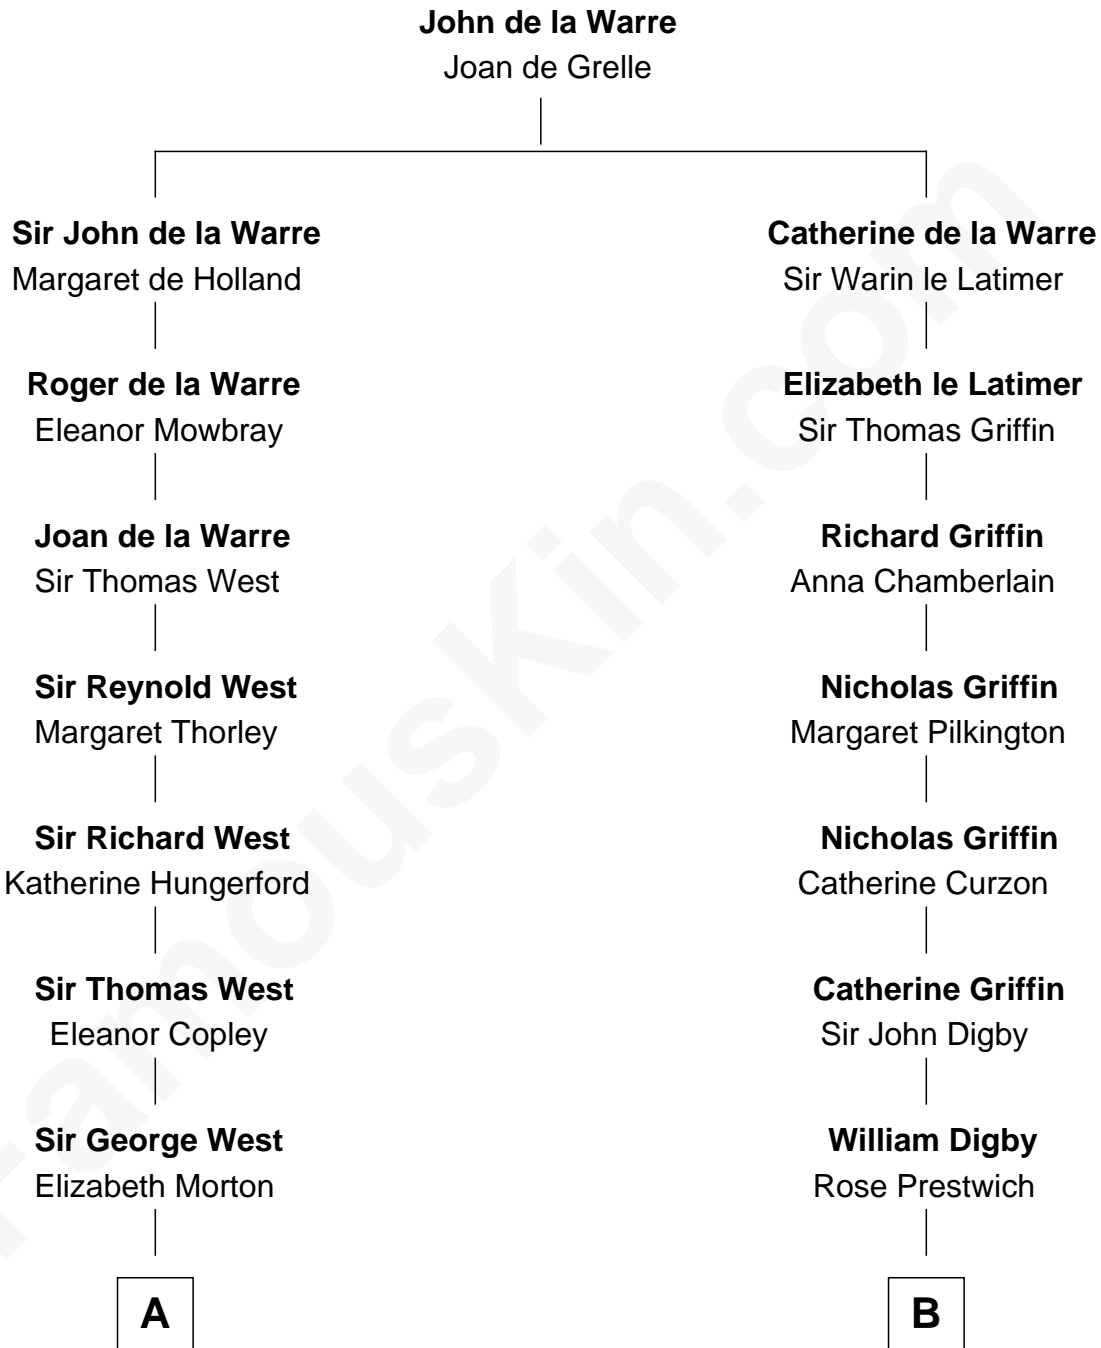 John de la Warre
Joan de Grelle
Sir John de la Warre
Margaret de Holland
Catherine de la Warre
Sir Warin le Latimer
Roger de la Warre
Eleanor Mowbray
Elizabeth le Latimer
Sir Thomas Griffin
Joan de la Warre
Sir Thomas West
Richard Griffin
Anna Chamberlain
Sir Reynold West
Margaret Thorley
Nicholas Griffin
Margaret Pilkington
Sir Richard West
Katherine Hungerford
Nicholas Griffin
Catherine Curzon
Sir Thomas West
Eleanor Copley
Catherine Griffin
Sir John Digby
Sir George West
Elizabeth Morton
William Digby
Rose Prestwich
A
B
FamousKin.com